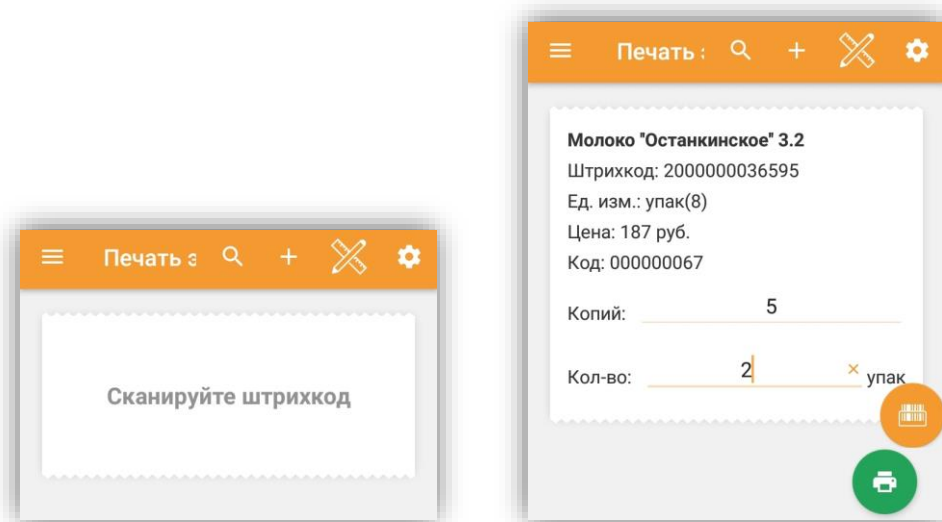 Печать з
Сканируйте штрихкод
Печать :
Молоко "Останкинское" 3.2
Штрихкод: 2000000036595
Ед. изм.: упак(8)
Цена: 187 руб.
Код: 000000067
Копий: 5
Кол-во: 2 × упак